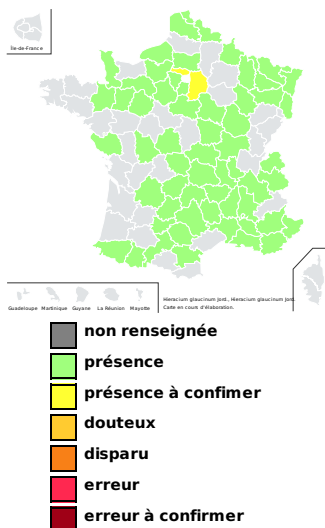 Île-de-France
Guadeloupe Martinique Guyane La Réunion Mayotte
Hieracium glaucinum Jord., Hieracium glaucinum Jord.
Carte en cours d'élaboration.
non renseignée
présence
présence à confimer
douteux
disparu
erreur
erreur à confirmer